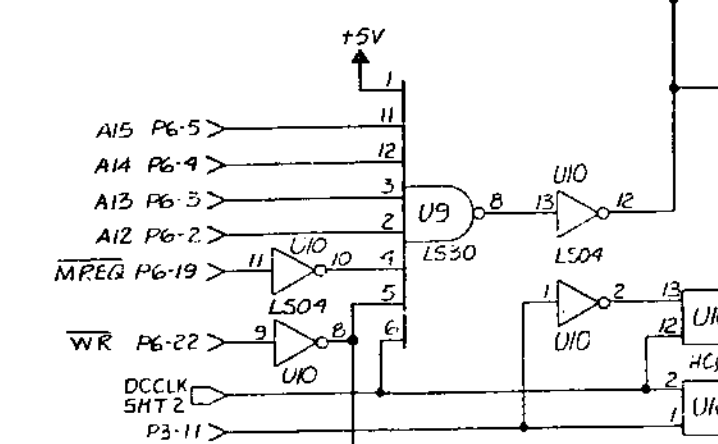 +5V
1
A15 P6-5 11
A14 P6-4 12
A13 P6-3 3
A12 P6-2 2
U9 8 13 U10 12
LS30 LS04
MREQ P6-19 11 U10 10 4
LS04
5
1 U10 2 13
WR P6-22 9 U10 8 6
12
DCCLK
SHT 2
2
P3-11 1